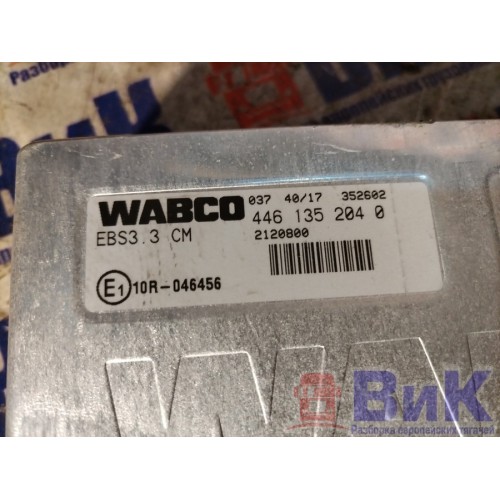 037 40/17 352602
WABCO 446 135 204 0
EBS3.3 CM 2120800
E1 10R-046456
ВиК
Разборка европейских тягачей